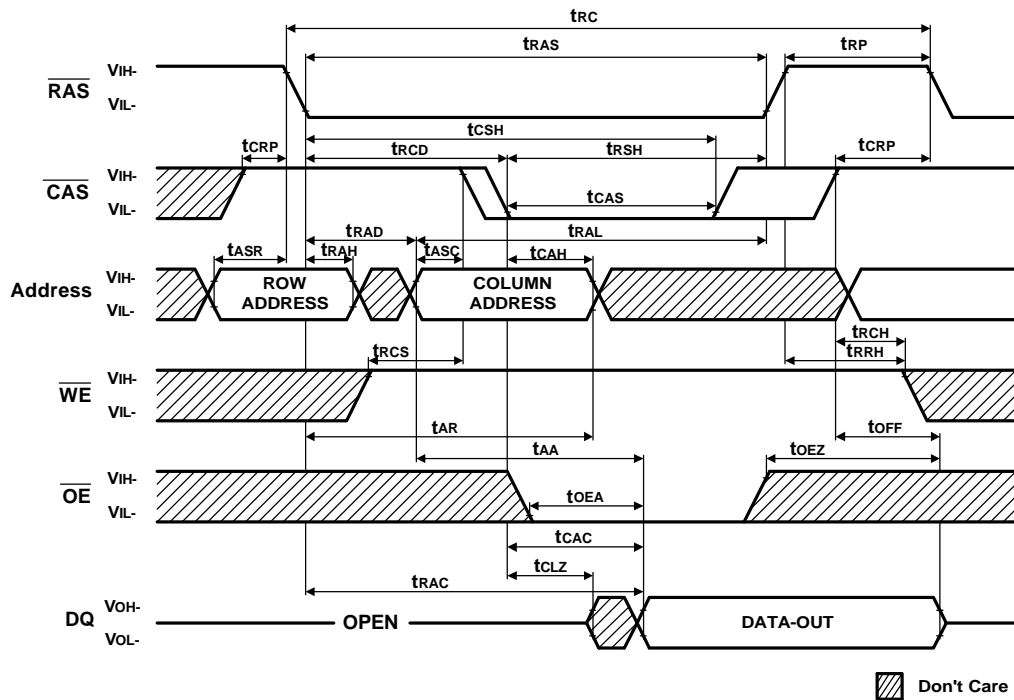 tRC
tRAS
tRP
RAS
VIH-
VIL-
tCSH
tCRP
tRCD
tRSH
tCRP
CAS
VIH-
VIL-
tCAS
tRAD
tRAL
tASR
tRAH
tASC
tCAH
Address
VIH-
VIL-
ROW
ADDRESS
COLUMN
ADDRESS
tRCH
tRCS
tRRH
WE
VIH-
VIL-
tAR
tOFF
tAA
tOEZ
OE
VIH-
VIL-
tOEA
tCAC
tCLZ
tRAC
DQ
VOH-
VOL-
OPEN
DATA-OUT
Don't Care